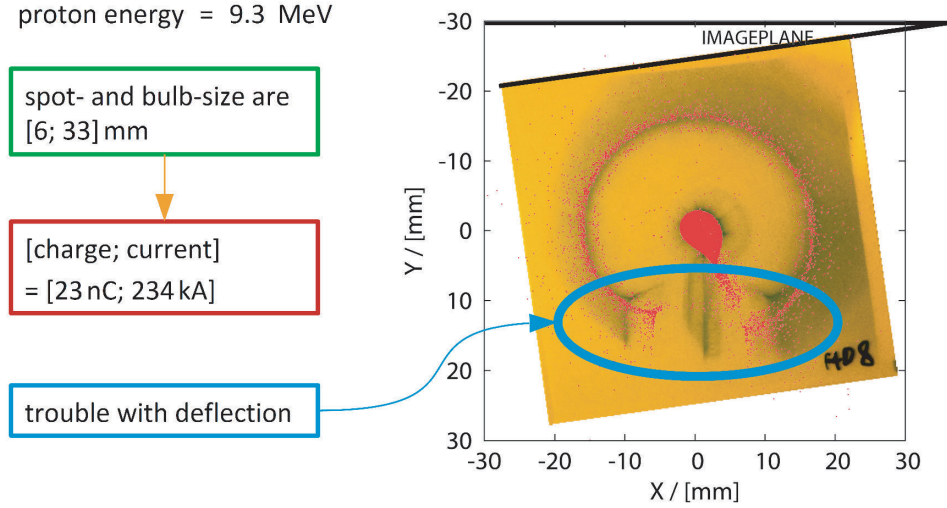 proton energy = 9.3 MeV
spot- and bulb-size are
[6; 33] mm
[charge; current]
= [23 nC; 234 kA]
trouble with deflection
IMAGEPLANE
-30
-20
-10
0
10
20
30
Y / [mm]
-30 -20 -10 0 10 20 30
X / [mm]